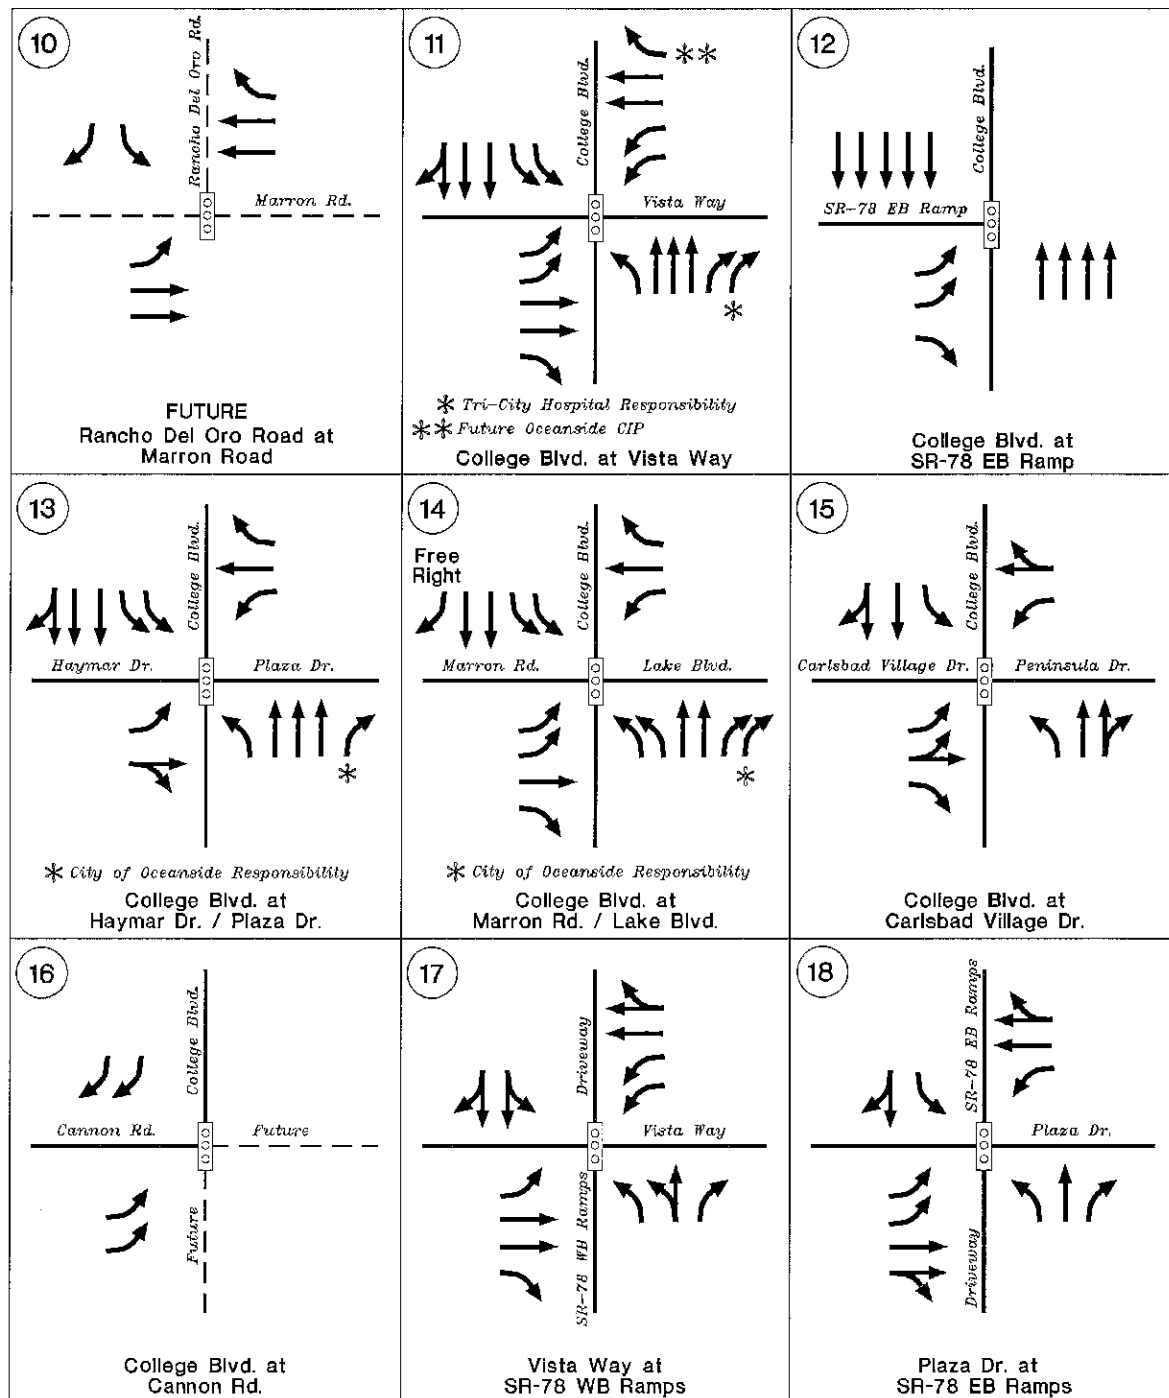 10
Rancho Del Oro Rd.
Marron Rd.
FUTURE
Rancho Del Oro Road at
Marron Road
11
College Blvd.
**
Vista Way
*
* Tri-City Hospital Responsibility
** Future Oceanside CIP
College Blvd. at Vista Way
12
College Blvd.
SR-78 EB Ramp
College Blvd. at
SR-78 EB Ramp
13
College Blvd.
Haymar Dr.
Plaza Dr.
*
* City of Oceanside Responsibility
College Blvd. at
Haymar Dr. / Plaza Dr.
14
Free
Right
College Blvd.
Marron Rd.
Lake Blvd.
*
* City of Oceanside Responsibility
College Blvd. at
Marron Rd. / Lake Blvd.
15
College Blvd.
Carlsbad Village Dr.
Peninsula Dr.
College Blvd. at
Carlsbad Village Dr.
16
College Blvd.
Cannon Rd.
Future
Future
College Blvd. at
Cannon Rd.
17
Driveway
Vista Way
SR-78 WB Ramps
Vista Way at
SR-78 WB Ramps
18
SR-78 EB Ramps
Plaza Dr.
Driveway
Plaza Dr. at
SR-78 EB Ramps